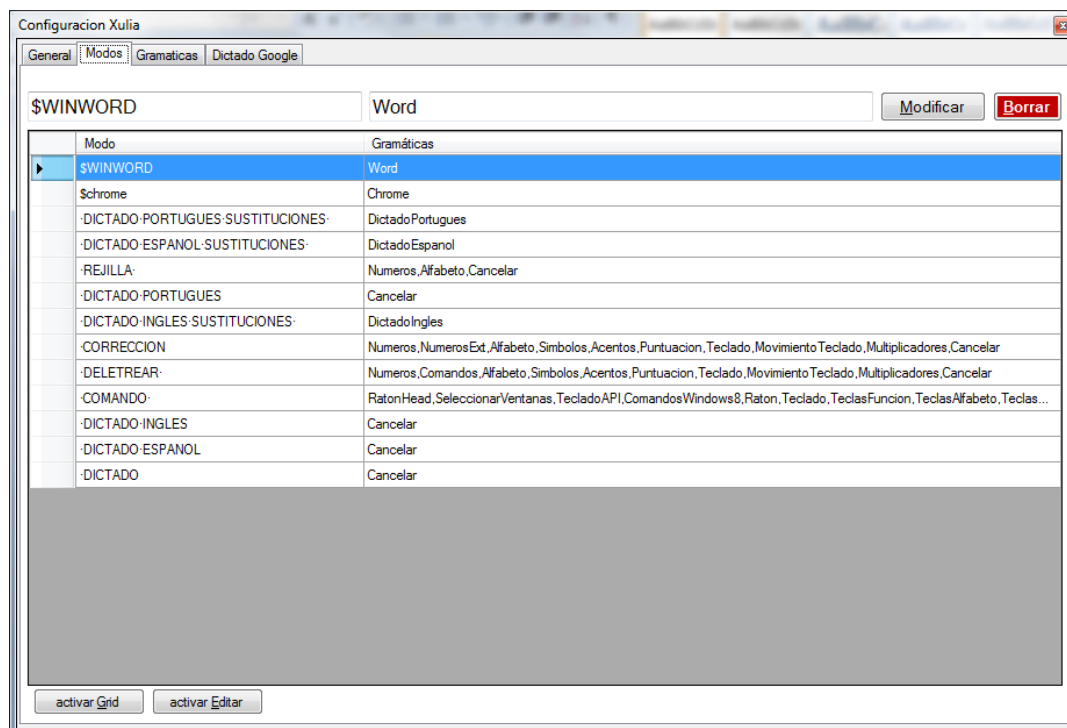 Configuracion Xulia
General Modos Gramaticas Dictado Google
$WINWORD Word Modificar Borrar
Modo Gramáticas
$WINWORD Word
$chrome Chrome
·DICTADO·PORTUGUES·SUSTITUCIONES· DictadoPortugues
·DICTADO·ESPANOL·SUSTITUCIONES· DictadoEspanol
·REJILLA· Numeros,Alfabeto,Cancelar
·DICTADO·PORTUGUES Cancelar
·DICTADO·INGLES·SUSTITUCIONES· DictadoIngles
·CORRECCION Numeros,NumerosExt,Alfabeto,Simbolos,Acentos,Puntuacion,Teclado,MovimientoTeclado,Multiplicadores,Cancelar
·DELETREAR· Numeros,Comandos,Alfabeto,Simbolos,Acentos,Puntuacion,Teclado,MovimientoTeclado,Multiplicadores,Cancelar
·COMANDO· RatonHead,SeleccionarVentanas,TecladoAPI,ComandosWindows8,Raton,Teclado,TeclasFuncion,TeclasAlfabeto,Teclas...
·DICTADO·INGLES Cancelar
·DICTADO·ESPANOL Cancelar
·DICTADO Cancelar
activar Grid activar Editar